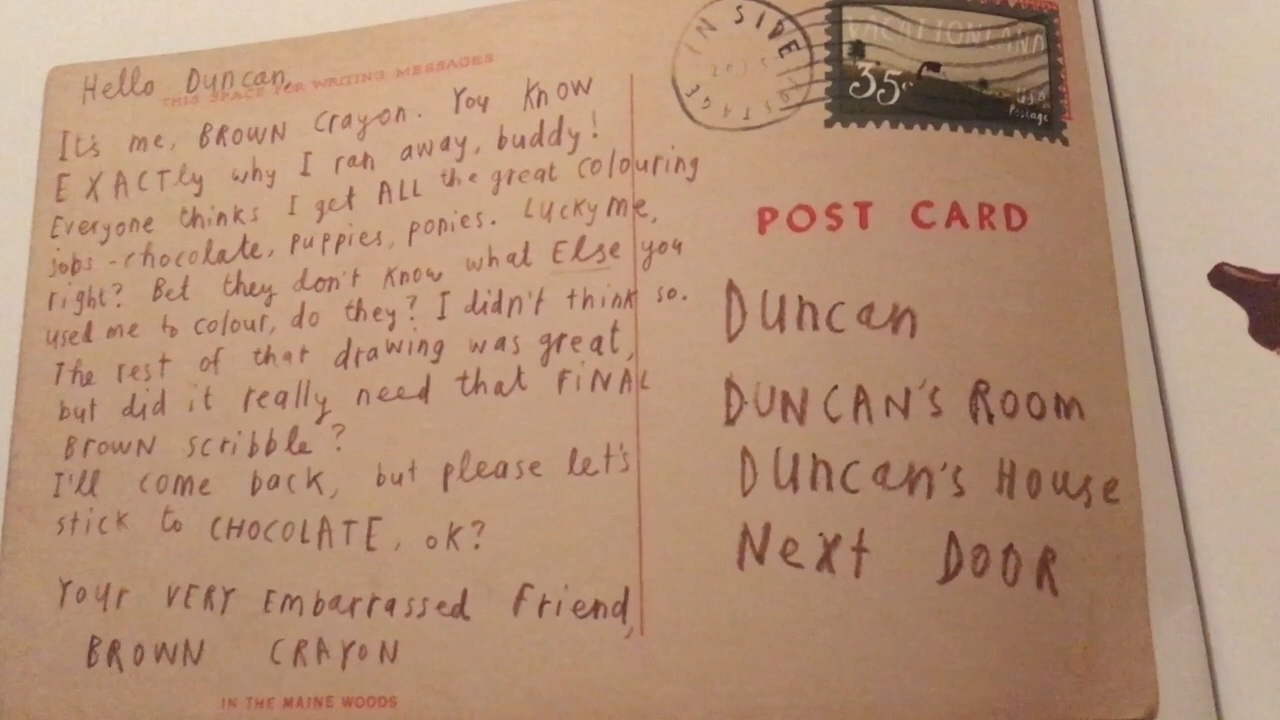 Hello Duncan,
THIS SPACE FOR WRITING MESSAGES
It's me, BROWN crayon. You know
EXACTly why I ran away, buddy!
Everyone thinks I get ALL the great colouring
jobs - chocolate, puppies, ponies. Lucky me,
right? Bet they don't know what Else you
used me to colour, do they? I didn't think so.
The rest of that drawing was great,
but did it really need that FiNAL
BrowN scribble?
I'll come back, but please let's
stick to CHOCOLATE, oK?
Your VERY Embarrassed Friend,
BROWN CRAYON
IN THE MAINE WOODS
IN SIDE
POSTAGE
VACATIONLAND
35c
USA
Postage
POST CARD
Duncan
DUNCAN'S ROOM
Duncan's House
Next DOOR